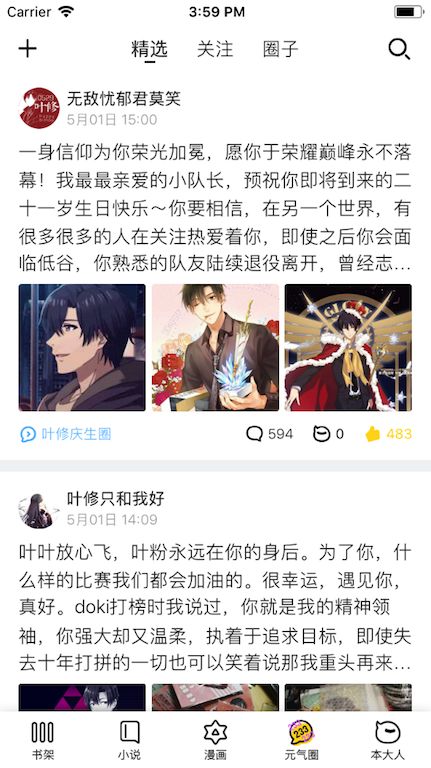 Carrier 3:59 PM
精选 关注 圈子
无敌忧郁君莫笑
5月01日 15:00
一身信仰为你荣光加冕，愿你于荣耀巅峰永不落
幕！我最最亲爱的小队长，预祝你即将到来的二
十一岁生日快乐～你要相信，在另一个世界，有
很多很多的人在关注热爱着你，即使之后你会面
临低谷，你熟悉的队友陆续退役离开，曾经志...
GLORY
叶修庆生圈 594 0 483
叶修只和我好
5月01日 14:09
叶叶放心飞，叶粉永远在你的身后。为了你，什
么样的比赛我们都会加油的。很幸运，遇见你，
真好。doki打榜时我说过，你就是我的精神领
袖，你强大却又温柔，执着于追求目标，即使失
去十年打拼的一切也可以笑着说那我重头再来...
233
书架 小说 漫画 元气圈 本大人